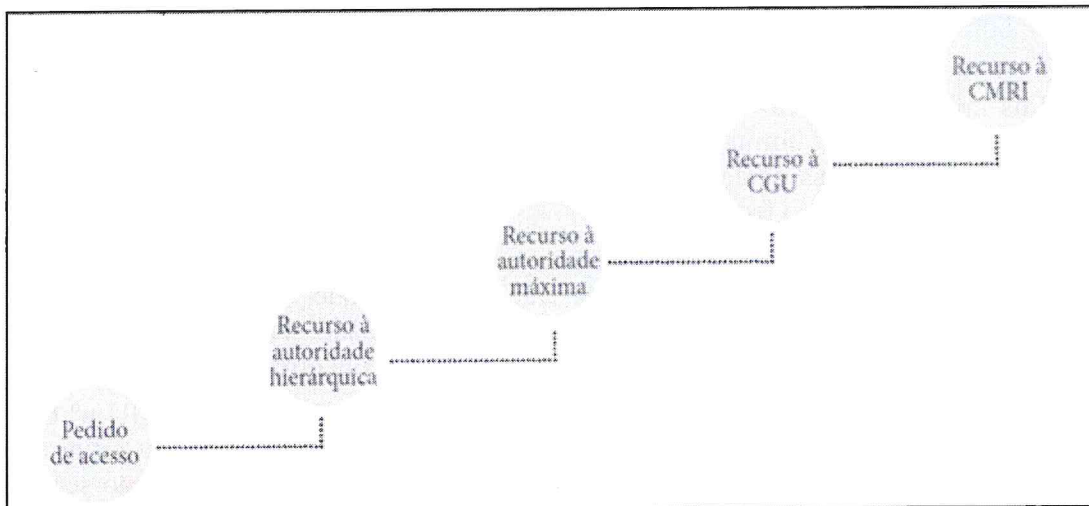 Pedido
de acesso
Recurso à
autoridade
hierárquica
Recurso à
autoridade
máxima
Recurso à
CGU
Recurso à
CMRI